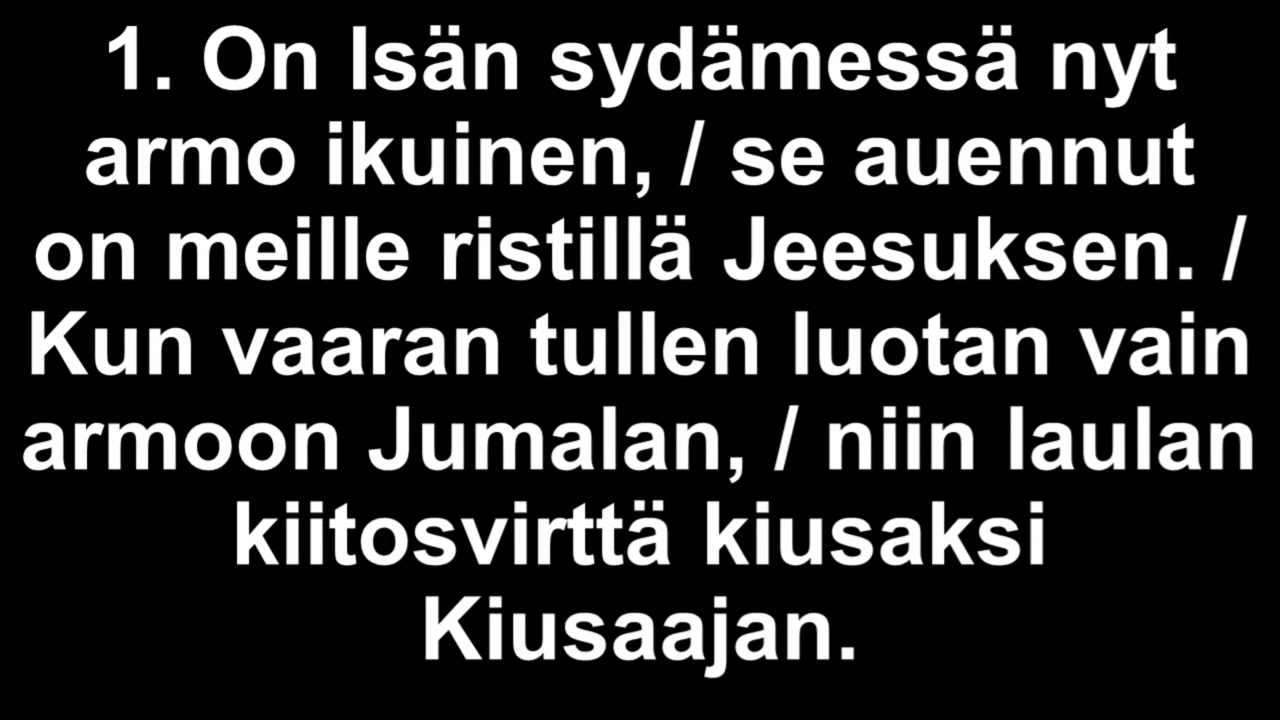 1. On Isän sydämessä nyt
armo ikuinen, / se auennut
on meille ristillä Jeesuksen. /
Kun vaaran tullen luotan vain
armoon Jumalan, / niin laulan
kiitosvirttä kiusaksi
Kiusaajan.